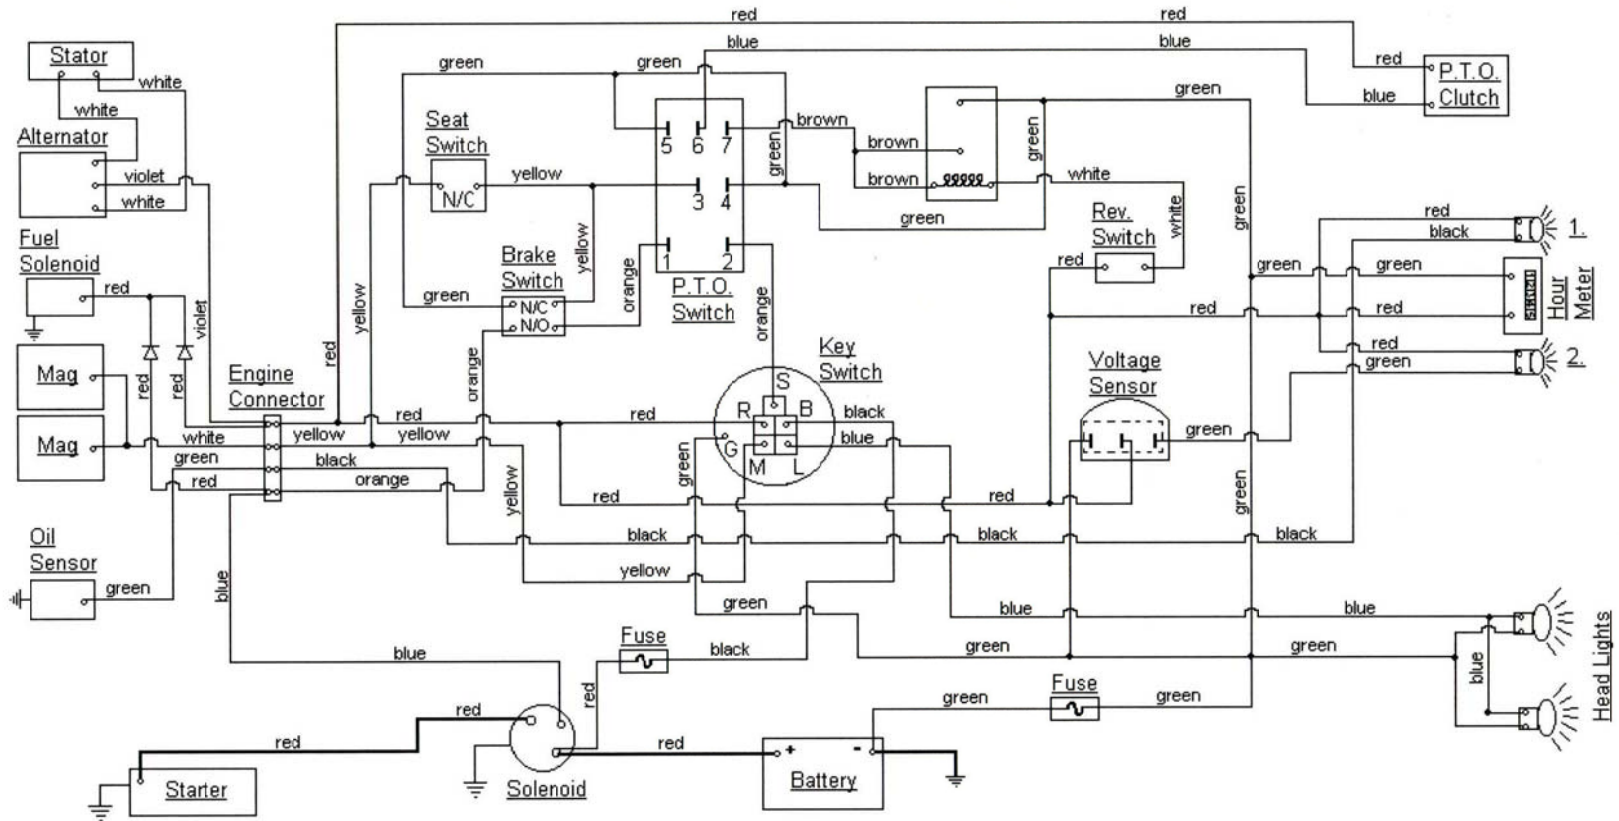 red red
blue blue
Stator
white
white
green green
red
P.T.O.
Clutch
blue
Alternator
violet
white
Seat
Switch
N/C
yellow
5 6 7
3 4
1 2
P.T.O.
Switch
brown
brown
brown
green
green
green
green
white
white
green
Rev.
Switch
red
red
black
1.
Fuel
Solenoid
red
violet
yellow
Brake
Switch
N/C
N/O
yellow
green
orange
orange
orange
green
green
Hour
Meter
red
red
red
green
2.
Mag
Mag
red
red
red
Engine
Connector
Key
Switch
S
R
B
G
M
L
Voltage
Sensor
green
red
red
black
blue
white
yellow
yellow
green
black
red
orange
green
yellow
red
red
green
black
black
black
Oil
Sensor
green
blue
yellow
green
blue
blue
Fuse
black
blue
red
green
green
blue
Head Lights
Fuse
green
green
red
red
red
Solenoid
+ -
Battery
Starter